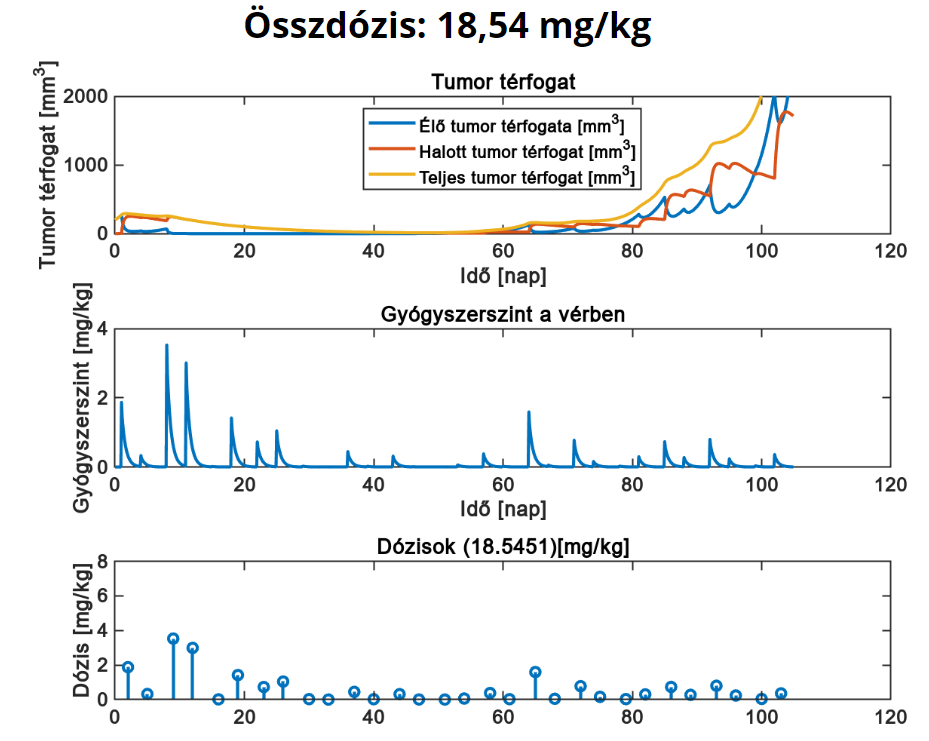 Összdózis: 18,54 mg/kg
Tumor térfogat
Tumor térfogat [mm3]
2000
1000
0
Élő tumor térfogata [mm3]
Halott tumor térfogat [mm3]
Teljes tumor térfogat [mm3]
0 20 40 60 80 100 120
Idő [nap]
Gyógyszerszint a vérben
Gyógyszerszint [mg/kg]
4
2
0
0 20 40 60 80 100 120
Idő [nap]
Dózisok (18.5451)[mg/kg]
Dózis [mg/kg]
8
6
4
2
0
0 20 40 60 80 100 120